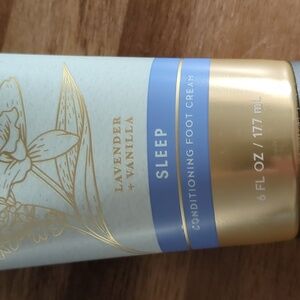 LAVENDER
+ VANILLA
SLEEP
CONDITIONING FOOT CREAM
6 FL OZ / 177 mL